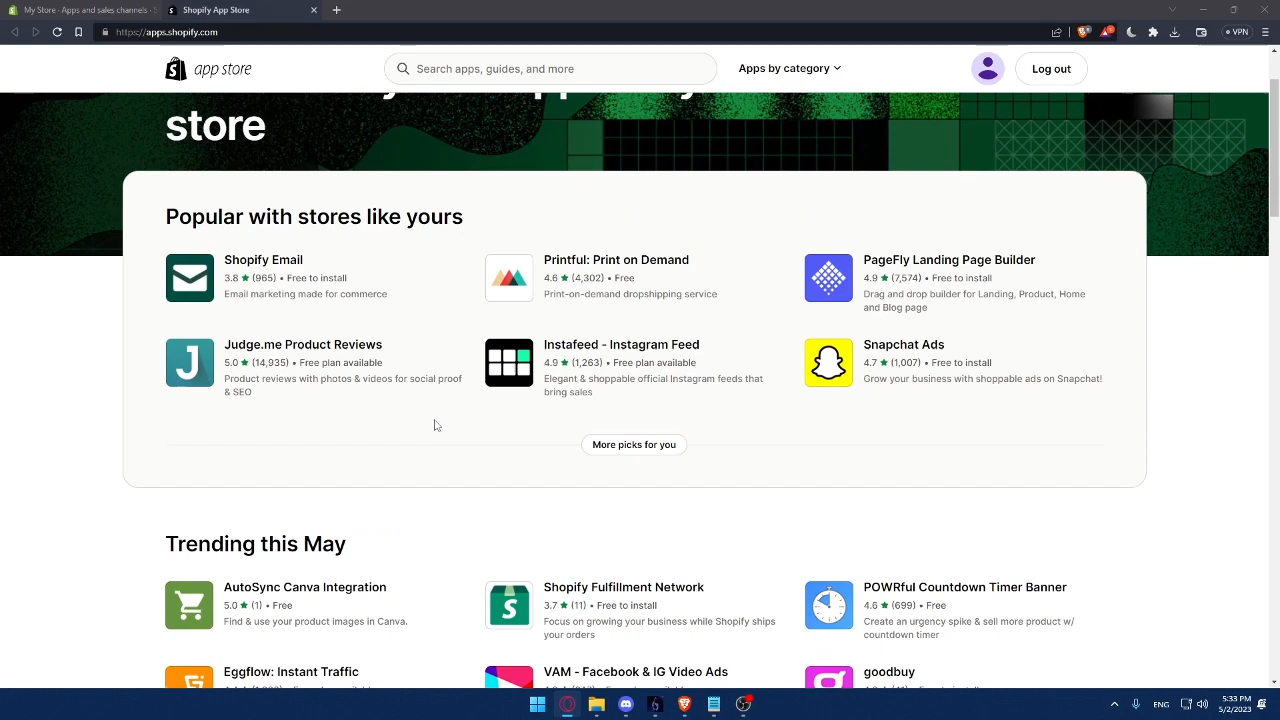 My Store · Apps and sales channels · S
Shopify App Store
https://apps.shopify.com
VPN
app store
Search apps, guides, and more
Apps by category
Log out
store
Popular with stores like yours
Shopify Email
3.8 ★ (965) • Free to install
Email marketing made for commerce
Printful: Print on Demand
4.6 ★ (4,302) • Free
Print-on-demand dropshipping service
PageFly Landing Page Builder
4.9 ★ (7,574) • Free to install
Drag and drop builder for Landing, Product, Home
and Blog page
Judge.me Product Reviews
5.0 ★ (14,935) • Free plan available
Product reviews with photos & videos for social proof
& SEO
Instafeed - Instagram Feed
4.9 ★ (1,263) • Free plan available
Elegant & shoppable official Instagram feeds that
bring sales
Snapchat Ads
4.7 ★ (1,007) • Free to install
Grow your business with shoppable ads on Snapchat!
More picks for you
Trending this May
AutoSync Canva Integration
5.0 ★ (1) • Free
Find & use your product images in Canva.
Shopify Fulfillment Network
3.7 ★ (11) • Free to install
Focus on growing your business while Shopify ships
your orders
POWRful Countdown Timer Banner
4.6 ★ (699) • Free
Create an urgency spike & sell more product w/
countdown timer
Eggflow: Instant Traffic
VAM - Facebook & IG Video Ads
goodbuy
ENG
5:33 PM
5/2/2023